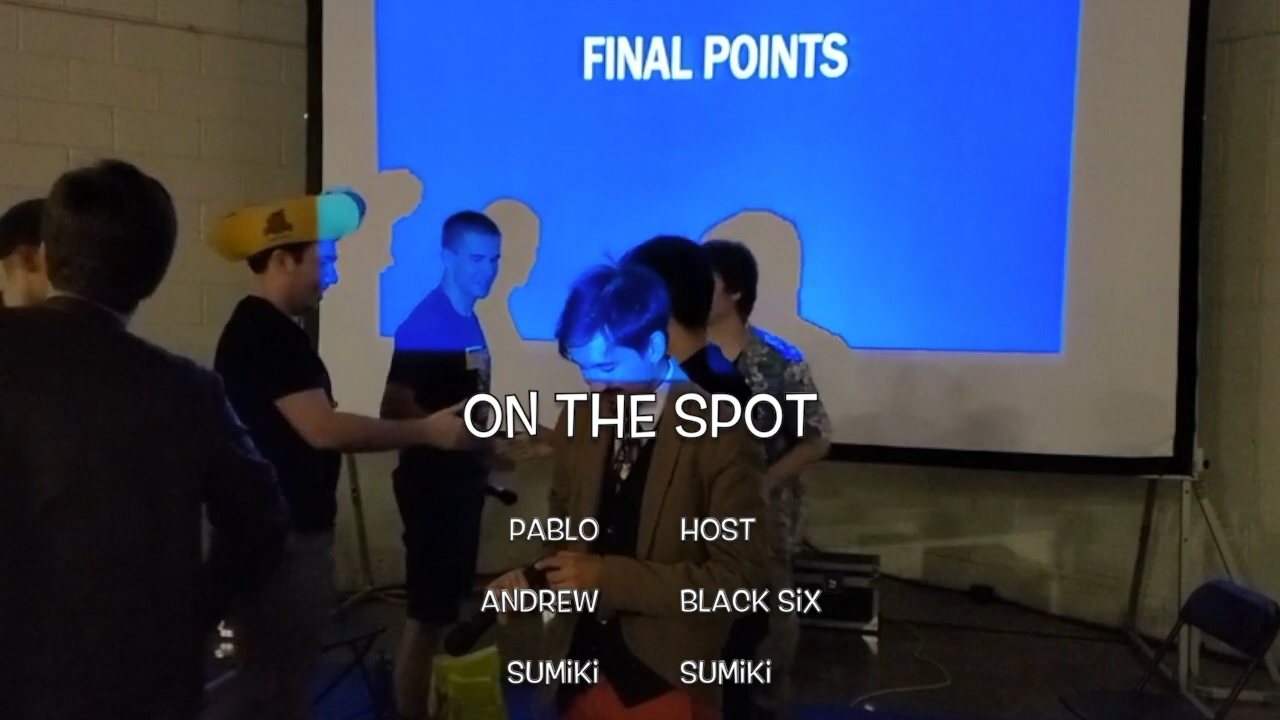 FINAL POINTS
ON THE SPOT
PABLO HOST
ANDREW BLACK SiX
SUMiKi SUMiKi